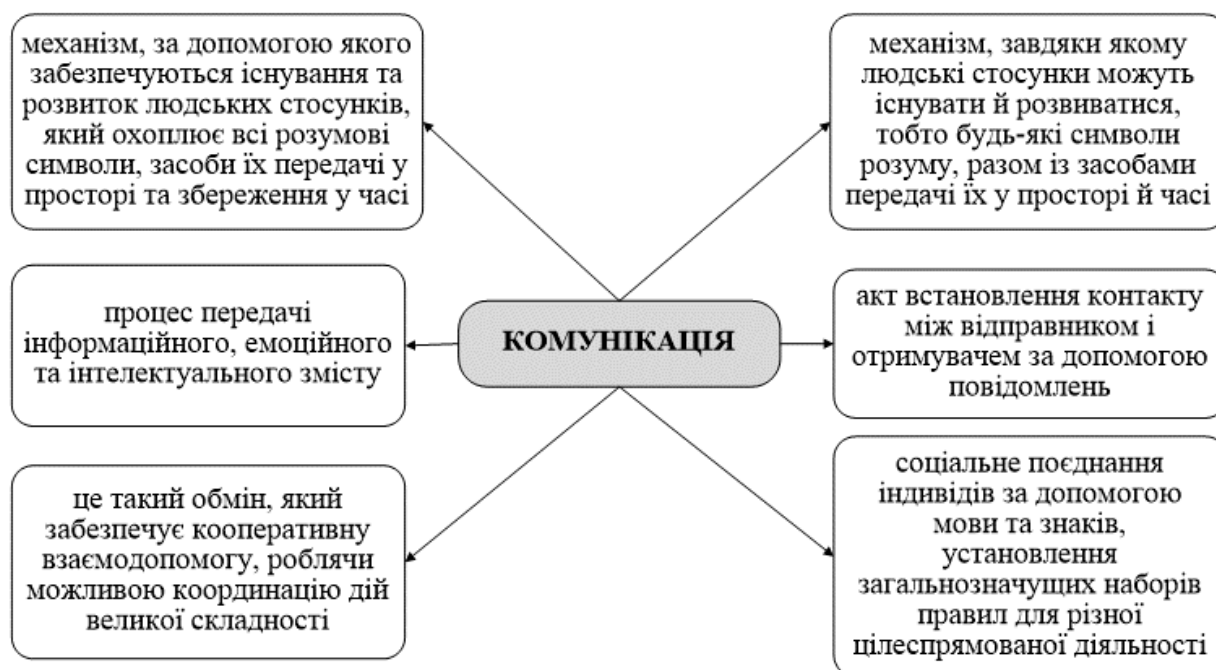 механізм, за допомогою якого
забезпечуються існування та
розвиток людських стосунків,
який охоплює всі розумові
символи, засоби їх передачі у
просторі та збереження у часі
механізм, завдяки якому
людські стосунки можуть
існувати й розвиватися,
тобто будь-які символи
розуму, разом із засобами
передачі їх у просторі й часі
процес передачі
інформаційного, емоційного
та інтелектуального змісту
КОМУНІКАЦІЯ
акт встановлення контакту
між відправником і
отримувачем за допомогою
повідомлень
це такий обмін, який
забезпечує кооперативну
взаємодопомогу, роблячи
можливою координацію дій
великої складності
соціальне поєднання
індивідів за допомогою
мови та знаків,
установлення
загальнозначущих наборів
правил для різної
цілеспрямованої діяльності